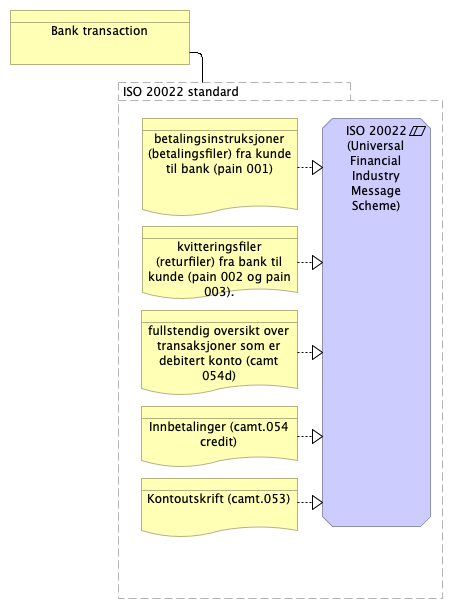 Bank transaction
ISO 20022 standard
betalingsinstruksjoner
(betalingsfiler) fra kunde
til bank (pain 001)
ISO 20022
(Universal
Financial
Industry
Message
Scheme)
kvitteringsfiler
(returfiler) fra bank til
kunde (pain 002 og pain
003).
fullstendig oversikt over
transaksjoner som er
debitert konto (camt
054d)
Innbetalinger (camt.054
credit)
Kontoutskrift (camt.053)